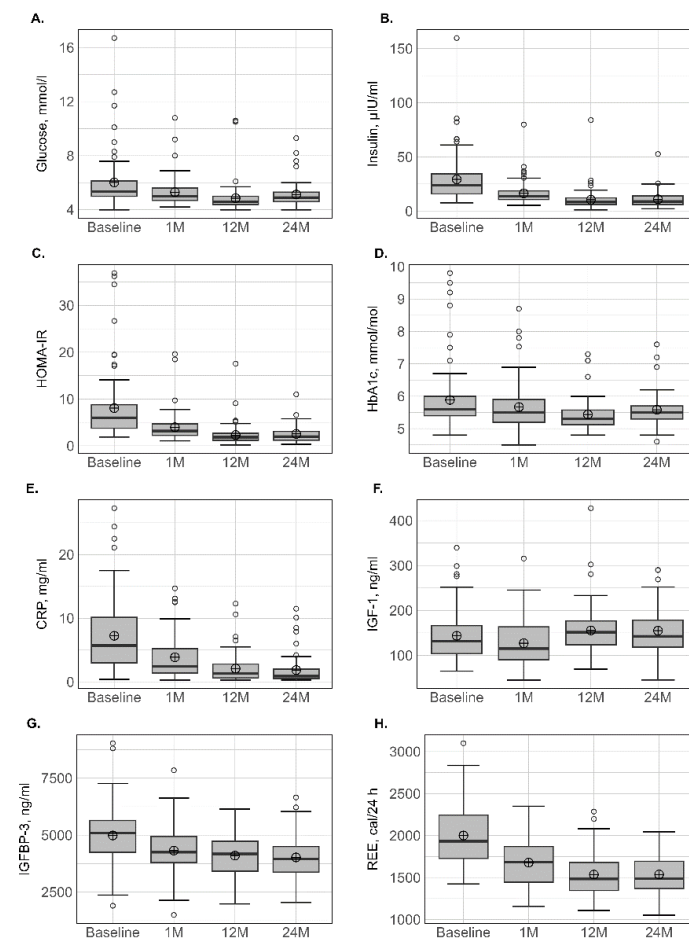 A.
Glucose, mmol/l
16
12
8
4
Baseline 1M 12M 24M
B.
Insulin, µIU/ml
150
100
50
0
Baseline 1M 12M 24M
C.
HOMA-IR
30
20
10
0
Baseline 1M 12M 24M
D.
HbA1c, mmol/mol
10
9
8
7
6
5
Baseline 1M 12M 24M
E.
CRP, mg/ml
20
10
0
Baseline 1M 12M 24M
F.
IGF-1, ng/ml
400
300
200
100
Baseline 1M 12M 24M
G.
IGFBP-3, ng/ml
7500
5000
2500
Baseline 1M 12M 24M
H.
REE, cal/24 h
3000
2500
2000
1500
1000
Baseline 1M 12M 24M